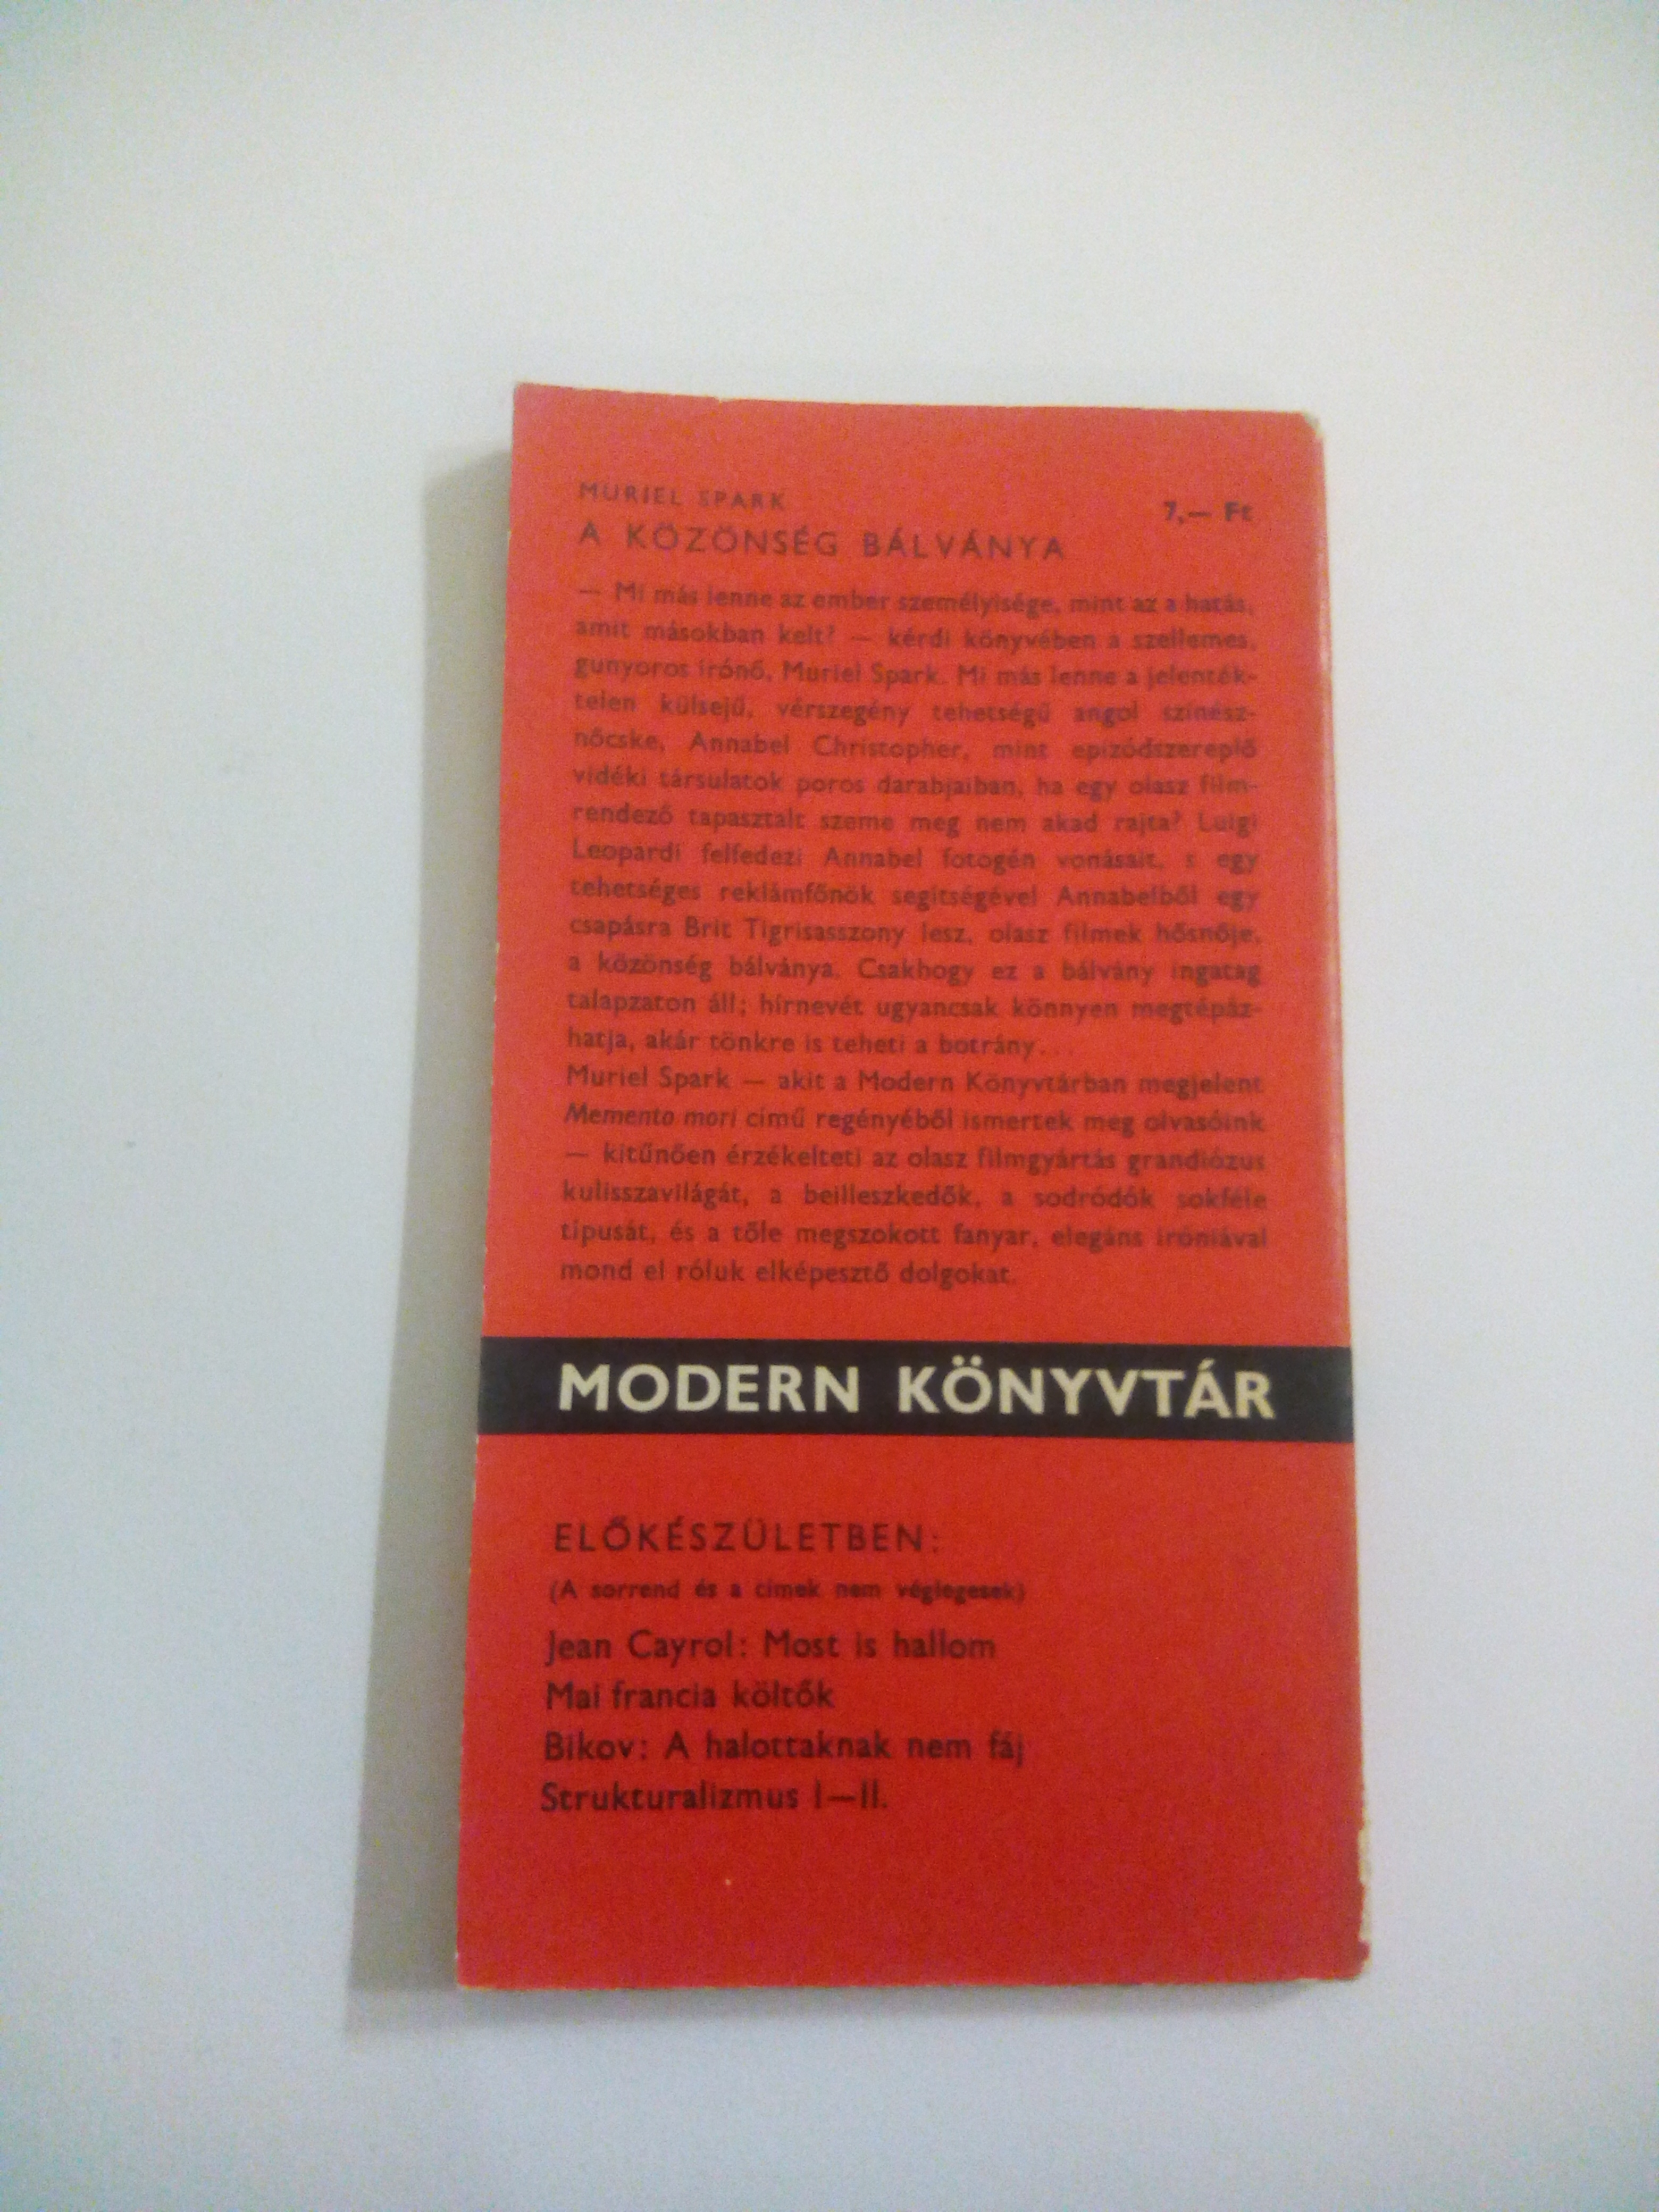 MURIEL SPARK
7,— Ft
A KÖZÖNSÉG BÁLVÁNYA
— Mi más lenne az ember személyisége, mint az a hatás,
amit másokban kelt? — kérdi könyvében a szellemes,
gunyoros írónő, Muriel Spark. Mi más lenne a jelenték-
telen külsejű, vérszegény tehetségű angol színész-
nőcske, Annabel Christopher, mint epizódszereplő
vidéki társulatok poros darabjaiban, ha egy olasz film-
rendező tapasztalt szeme meg nem akad rajta? Luigi
Leopardi felfedezi Annabel fotogén vonásait, s egy
tehetséges reklámfőnök segítségével Annabelből egy
csapásra Brit Tigrisasszony lesz, olasz filmek hősnője,
a közönség bálványa. Csakhogy ez a bálvány ingatag
talapzaton áll; hírnevét ugyancsak könnyen megtépáz-
hatja, akár tönkre is teheti a botrány...
Muriel Spark — akit a Modern Könyvtárban megjelent
Memento mori című regényéből ismertek meg olvasóink
— kitűnően érzékelteti az olasz filmgyártás grandiózus
kulisszavilágát, a beilleszkedők, a sodródók sokféle
típusát, és a tőle megszokott fanyar, elegáns iróniával
mond el róluk elképesztő dolgokat.
MODERN KÖNYVTÁR
ELŐKÉSZÜLETBEN:
(A sorrend és a címek nem véglegesek)
Jean Cayrol: Most is hallom
Mai francia költők
Bikov: A halottaknak nem fáj
Strukturalizmus I—II.